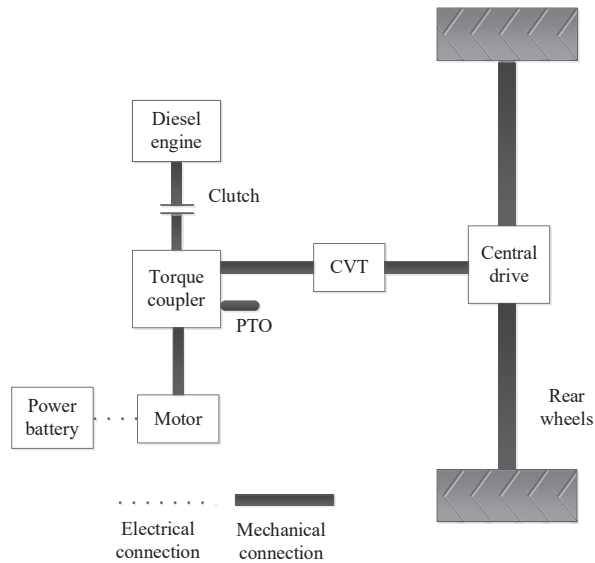 Diesel
engine
Clutch
Torque
coupler
CVT
Central
drive
PTO
Power
battery
Motor
Rear
wheels
Electrical
connection
Mechanical
connection